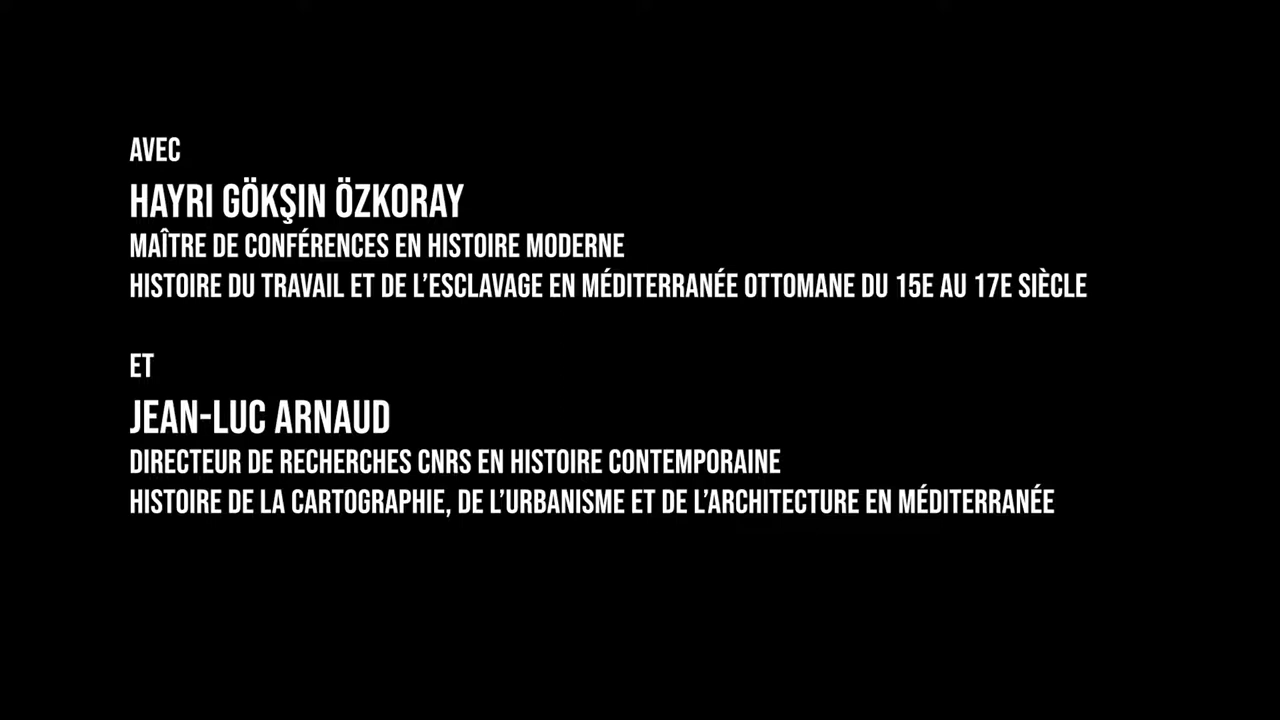 AVEC
HAYRI GÖKŞIN ÖZKORAY
MAÎTRE DE CONFÉRENCES EN HISTOIRE MODERNE
HISTOIRE DU TRAVAIL ET DE L’ESCLAVAGE EN MÉDITERRANÉE OTTOMANE DU 15E AU 17E SIÈCLE
ET
JEAN-LUC ARNAUD
DIRECTEUR DE RECHERCHES CNRS EN HISTOIRE CONTEMPORAINE
HISTOIRE DE LA CARTOGRAPHIE, DE L’URBANISME ET DE L’ARCHITECTURE EN MÉDITERRANÉE